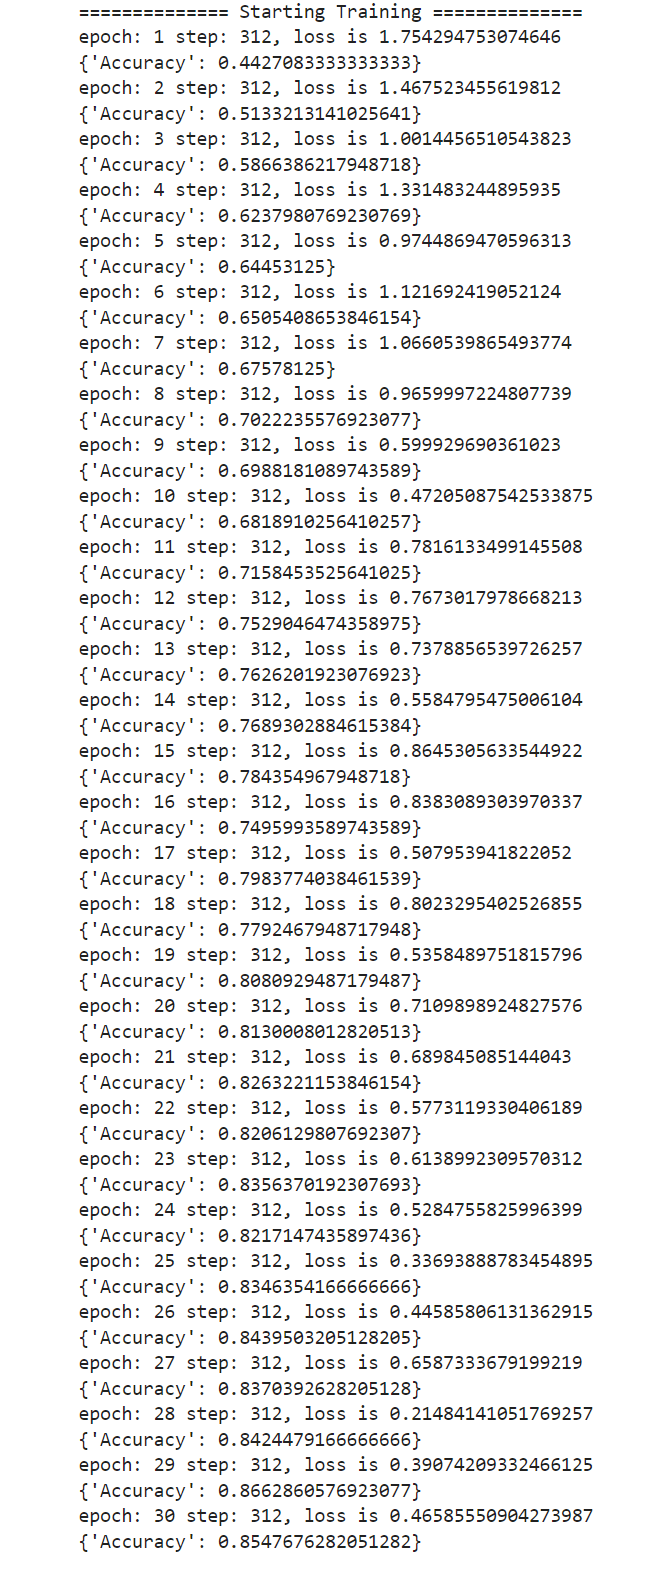 ============== Starting Training ==============
epoch: 1 step: 312, loss is 1.754294753074646
{'Accuracy': 0.4427083333333333}
epoch: 2 step: 312, loss is 1.467523455619812
{'Accuracy': 0.5133213141025641}
epoch: 3 step: 312, loss is 1.0014456510543823
{'Accuracy': 0.5866386217948718}
epoch: 4 step: 312, loss is 1.331483244895935
{'Accuracy': 0.6237980769230769}
epoch: 5 step: 312, loss is 0.9744869470596313
{'Accuracy': 0.64453125}
epoch: 6 step: 312, loss is 1.121692419052124
{'Accuracy': 0.6505408653846154}
epoch: 7 step: 312, loss is 1.0660539865493774
{'Accuracy': 0.67578125}
epoch: 8 step: 312, loss is 0.9659997224807739
{'Accuracy': 0.7022235576923077}
epoch: 9 step: 312, loss is 0.599929690361023
{'Accuracy': 0.6988181089743589}
epoch: 10 step: 312, loss is 0.47205087542533875
{'Accuracy': 0.6818910256410257}
epoch: 11 step: 312, loss is 0.7816133499145508
{'Accuracy': 0.7158453525641025}
epoch: 12 step: 312, loss is 0.7673017978668213
{'Accuracy': 0.7529046474358975}
epoch: 13 step: 312, loss is 0.7378856539726257
{'Accuracy': 0.7626201923076923}
epoch: 14 step: 312, loss is 0.5584795475006104
{'Accuracy': 0.7689302884615384}
epoch: 15 step: 312, loss is 0.8645305633544922
{'Accuracy': 0.784354967948718}
epoch: 16 step: 312, loss is 0.8383089303970337
{'Accuracy': 0.7495993589743589}
epoch: 17 step: 312, loss is 0.507953941822052
{'Accuracy': 0.7983774038461539}
epoch: 18 step: 312, loss is 0.8023295402526855
{'Accuracy': 0.7792467948717948}
epoch: 19 step: 312, loss is 0.5358489751815796
{'Accuracy': 0.8080929487179487}
epoch: 20 step: 312, loss is 0.7109898924827576
{'Accuracy': 0.8130008012820513}
epoch: 21 step: 312, loss is 0.689845085144043
{'Accuracy': 0.8263221153846154}
epoch: 22 step: 312, loss is 0.5773119330406189
{'Accuracy': 0.8206129807692307}
epoch: 23 step: 312, loss is 0.6138992309570312
{'Accuracy': 0.8356370192307693}
epoch: 24 step: 312, loss is 0.5284755825996399
{'Accuracy': 0.8217147435897436}
epoch: 25 step: 312, loss is 0.33693888783454895
{'Accuracy': 0.8346354166666666}
epoch: 26 step: 312, loss is 0.44585806131362915
{'Accuracy': 0.8439503205128205}
epoch: 27 step: 312, loss is 0.6587333679199219
{'Accuracy': 0.8370392628205128}
epoch: 28 step: 312, loss is 0.21484141051769257
{'Accuracy': 0.8424479166666666}
epoch: 29 step: 312, loss is 0.39074209332466125
{'Accuracy': 0.8662860576923077}
epoch: 30 step: 312, loss is 0.46585550904273987
{'Accuracy': 0.8547676282051282}